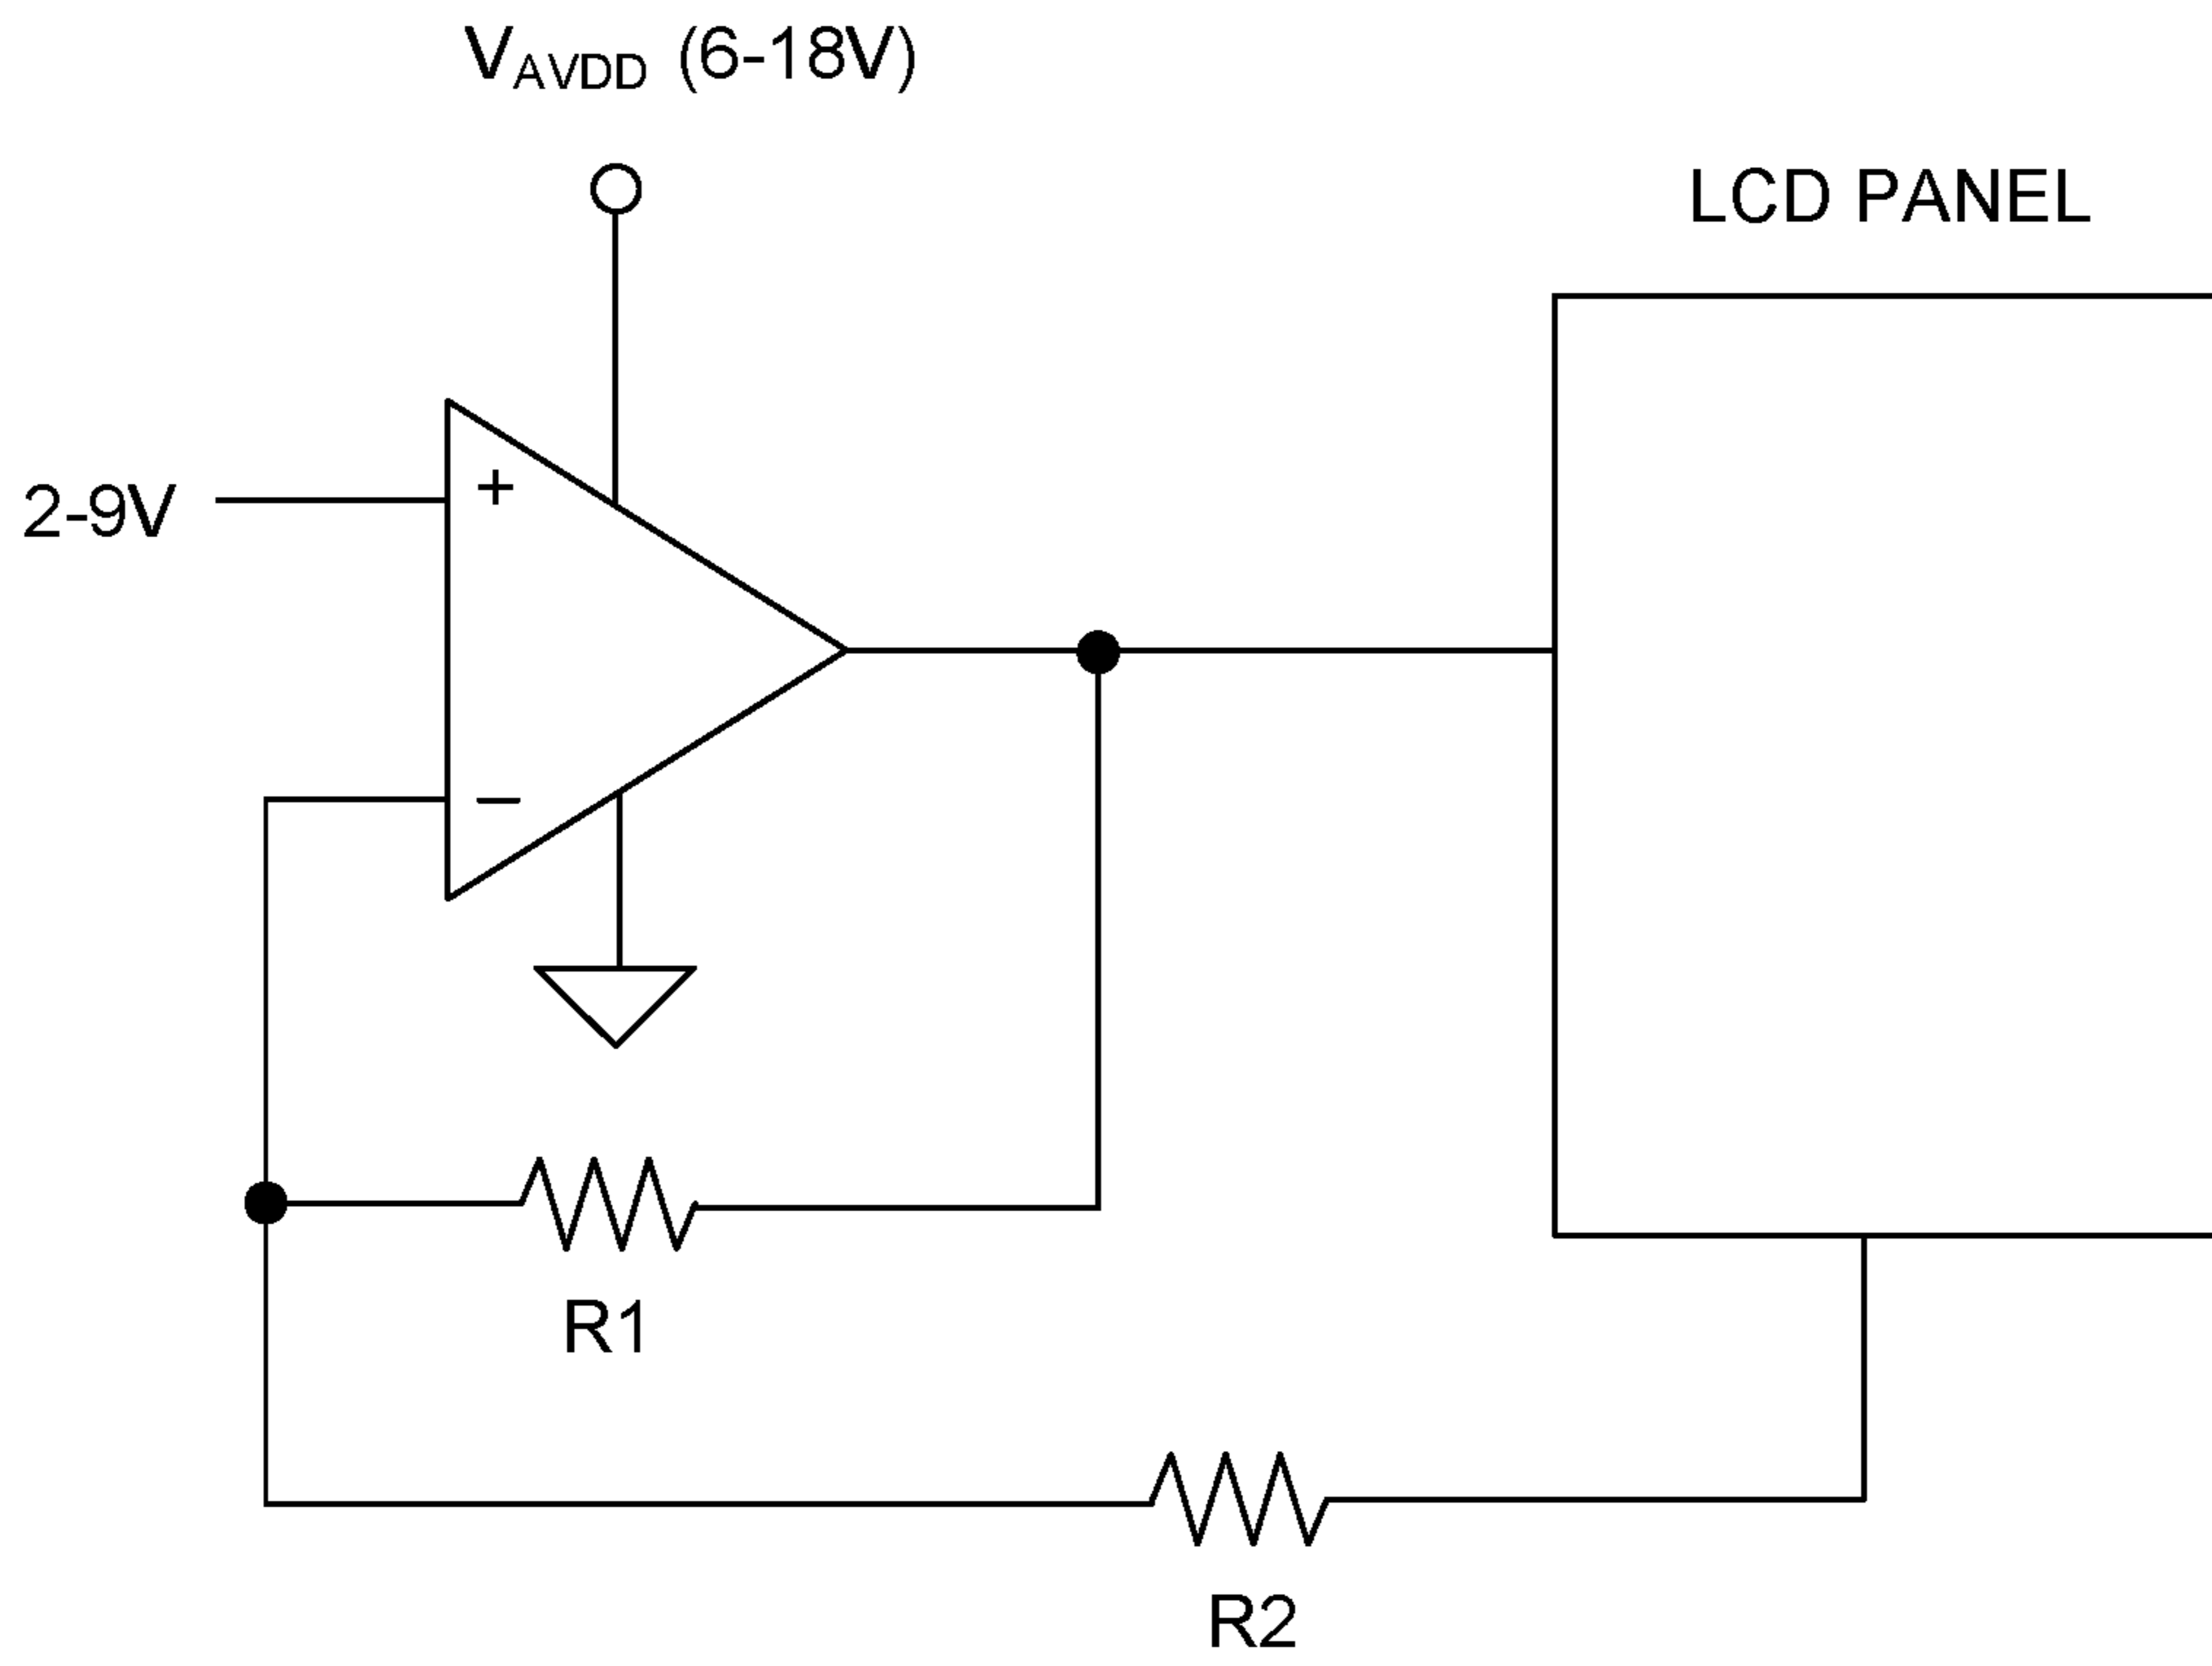 VAVDD (6-18V)
LCD PANEL
2-9V
+
−
R1
R2